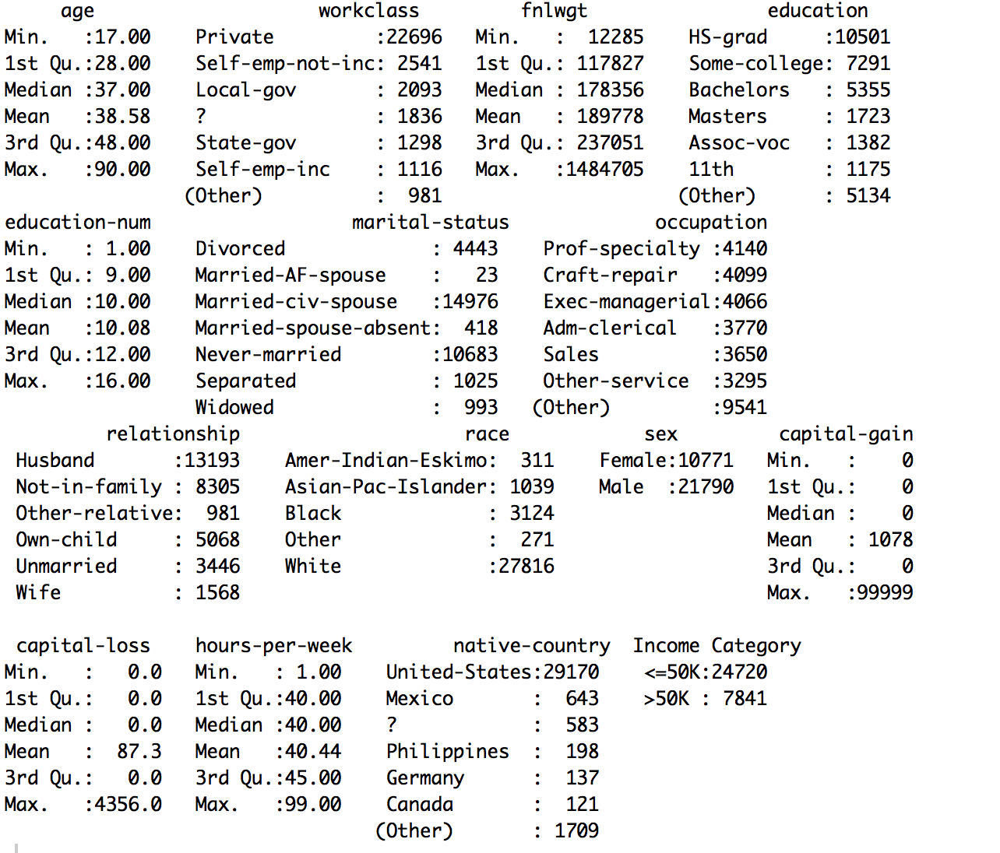 age                      workclass         fnlwgt                education
Min.   :17.00    Private         :22696   Min.   :  12285    HS-grad     :10501
1st Qu.:28.00    Self-emp-not-inc: 2541   1st Qu.: 117827    Some-college: 7291
Median :37.00    Local-gov       : 2093   Median : 178356    Bachelors   : 5355
Mean   :38.58    ?               : 1836   Mean   : 189778    Masters     : 1723
3rd Qu.:48.00    State-gov       : 1298   3rd Qu.: 237051    Assoc-voc   : 1382
Max.   :90.00    Self-emp-inc    : 1116   Max.   :1484705    11th        : 1175
                (Other)          :  981                     (Other)      : 5134
education-num                  marital-status             occupation
Min.   : 1.00    Divorced             : 4443    Prof-specialty :4140
1st Qu.: 9.00    Married-AF-spouse    :   23    Craft-repair   :4099
Median :10.00    Married-civ-spouse   :14976    Exec-managerial:4066
Mean   :10.08    Married-spouse-absent:  418    Adm-clerical   :3770
3rd Qu.:12.00    Never-married        :10683    Sales          :3650
Max.   :16.00    Separated            : 1025    Other-service  :3295
                 Widowed              :  993   (Other)         :9541
         relationship                    race            sex         capital-gain
 Husband       :13193    Amer-Indian-Eskimo:  311    Female:10771   Min.   :    0
 Not-in-family : 8305    Asian-Pac-Islander: 1039    Male  :21790   1st Qu.:    0
 Other-relative:  981    Black             : 3124                   Median :    0
 Own-child     : 5068    Other             :  271                   Mean   : 1078
 Unmarried     : 3446    White             :27816                   3rd Qu.:    0
 Wife          : 1568                                               Max.   :99999
 capital-loss    hours-per-week         native-country  Income Category
Min.   :   0.0   Min.   : 1.00    United-States:29170    <=50K:24720
1st Qu.:   0.0   1st Qu.:40.00    Mexico       :  643    >50K : 7841
Median :   0.0   Median :40.00    ?            :  583
Mean   :  87.3   Mean   :40.44    Philippines  :  198
3rd Qu.:   0.0   3rd Qu.:45.00    Germany      :  137
Max.   :4356.0   Max.   :99.00    Canada       :  121
                                 (Other)       : 1709